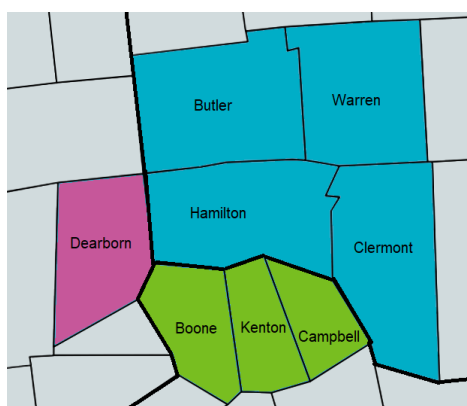 Butler
Warren
Hamilton
Dearborn
Clermont
Boone
Kenton
Campbell